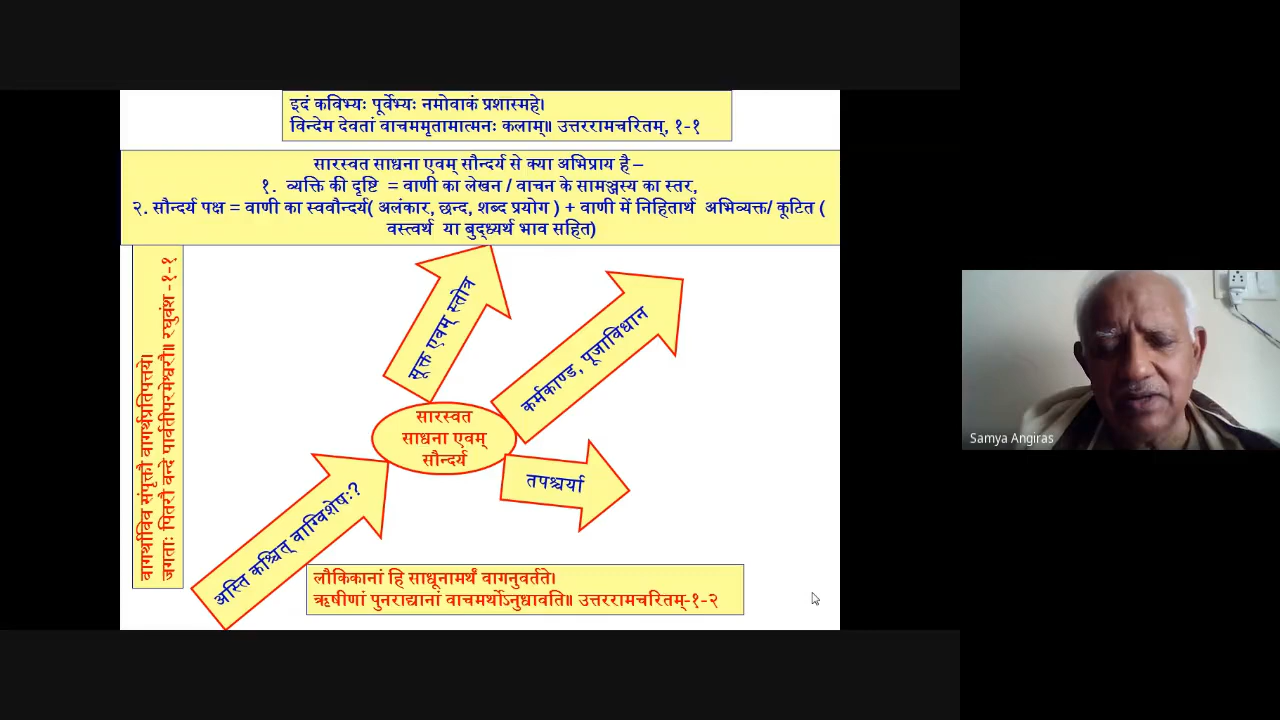 इदं कविभ्यः पूर्वेभ्यः नमोवाकं प्रशास्महे।
विन्देम देवतां वाचममृतामात्मनः कलाम्॥ उत्तररामचरितम्, १-१
सारस्वत साधना एवम् सौन्दर्य से क्या अभिप्राय है –
१. व्यक्ति की दृष्टि = वाणी का लेखन / वाचन के सामञ्जस्य का स्तर,
२. सौन्दर्य पक्ष = वाणी का स्ववौन्दर्य( अलंकार, छन्द, शब्द प्रयोग ) + वाणी में निहितार्थ अभिव्यक्त/ कूटित (
वस्त्वर्थ या बुद्ध्यर्थ भाव सहित)
वागर्थाविव संपृक्तौ वागर्थप्रतिपत्तये।
जगताः पितरौ वन्दे पार्वतीपरमेश्वरौ॥ रघुवंश -१-१
सूक्त एवम् स्तोत्र
कर्मकाण्ड, पूजाविधान
सारस्वत
साधना एवम्
सौन्दर्य
तपश्चर्या
अस्ति कश्चित् वाग्विशेषः?
लौकिकानां हि साधूनामर्थं वागनुवर्तते।
ऋषीणां पुनराद्यानां वाचमर्थोऽनुधावति॥ उत्तररामचरितम्-१-२
Samya Angiras